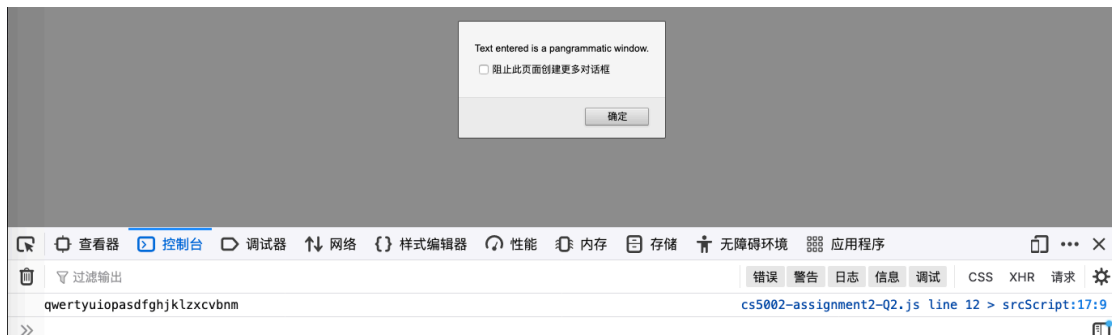 Text entered is a pangrammatic window.
阻止此页面创建更多对话框
确定
查看器 控制台 调试器 网络 {} 样式编辑器 性能 内存 存储 无障碍环境 应用程序
过滤输出 错误 警告 日志 信息 调试 CSS XHR 请求
qwertyuiopasdfghjklzxcvbnm cs5002-assignment2-Q2.js line 12 > srcScript:17:9